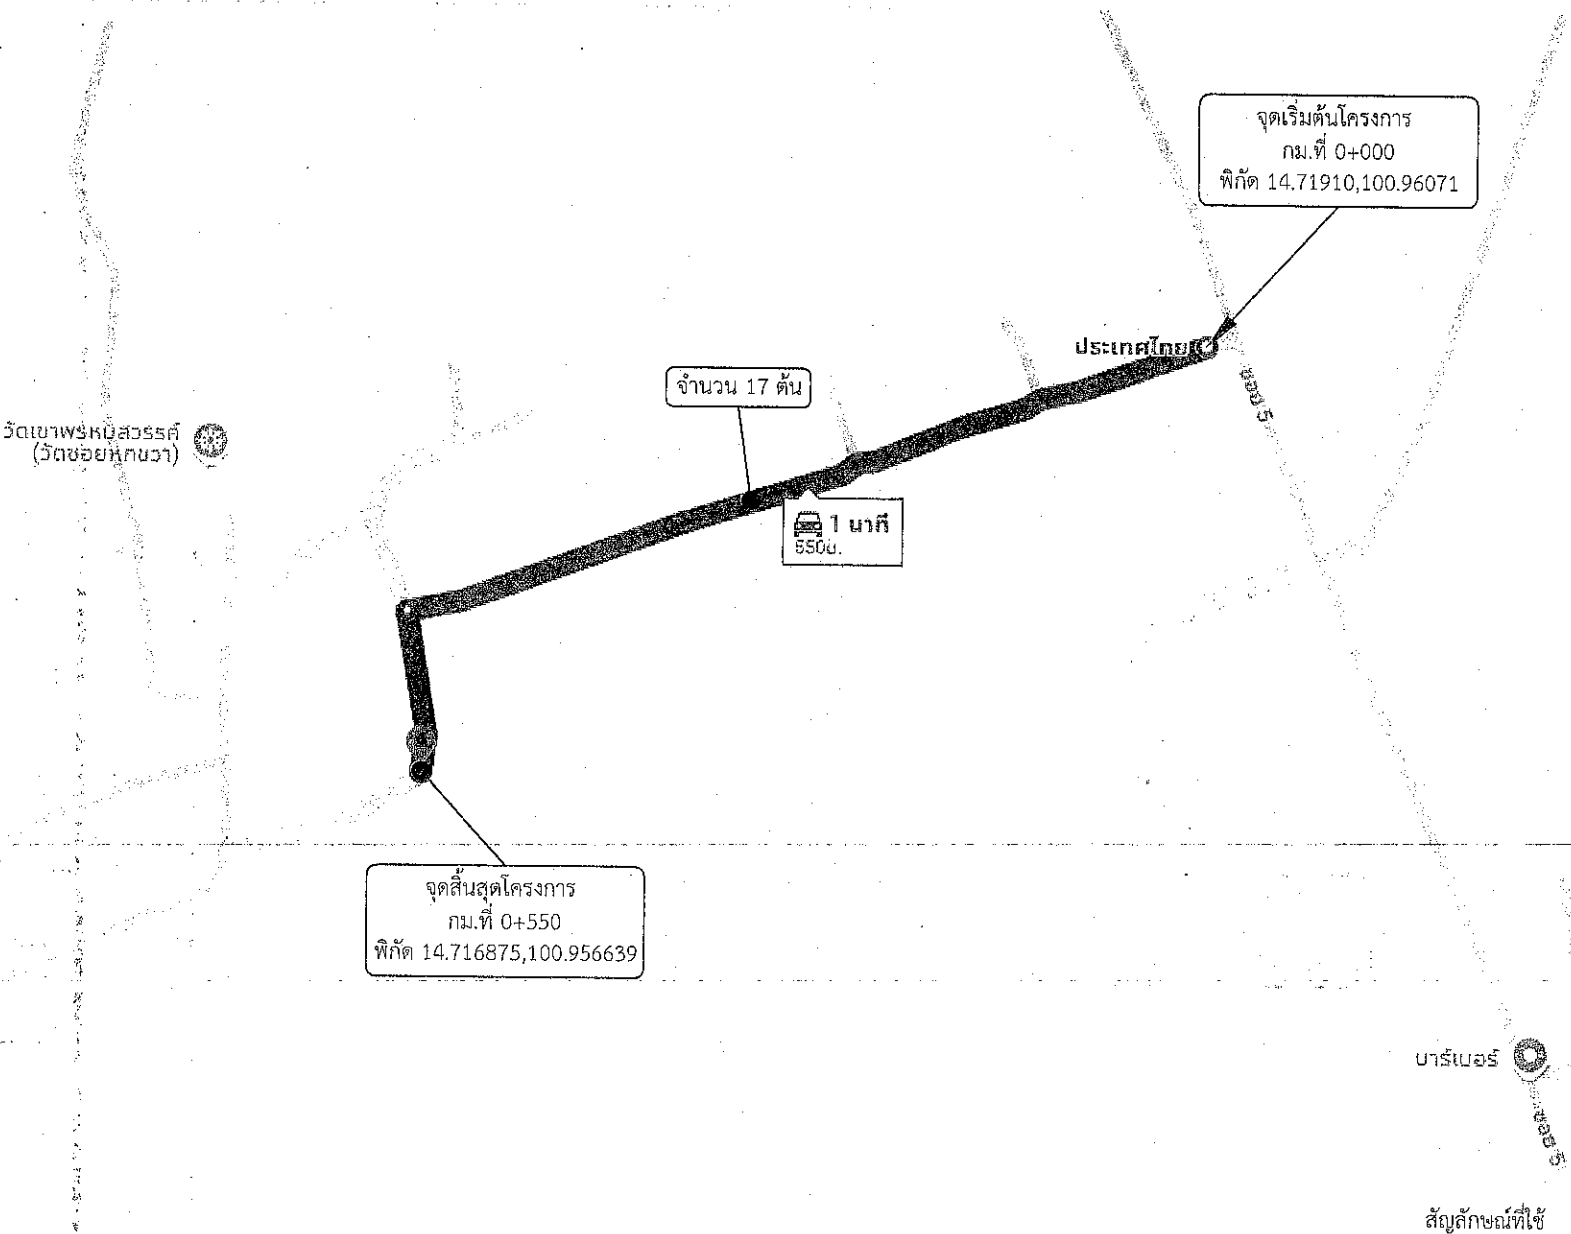 จุดเริ่มต้นโครงการ
กม.ที่ 0+000
พิกัด 14.71910,100.96071
ประเทศไทย
ซอย 5
จำนวน 17 ต้น
วัดเขาพรหมสวรรค์
(วัดซอยหกขวา)
1 นาที
550ม.
จุดสิ้นสุดโครงการ
กม.ที่ 0+550
พิกัด 14.716875,100.956639
บาร์เบอร์
ซอย 5
สัญลักษณ์ที่ใช้